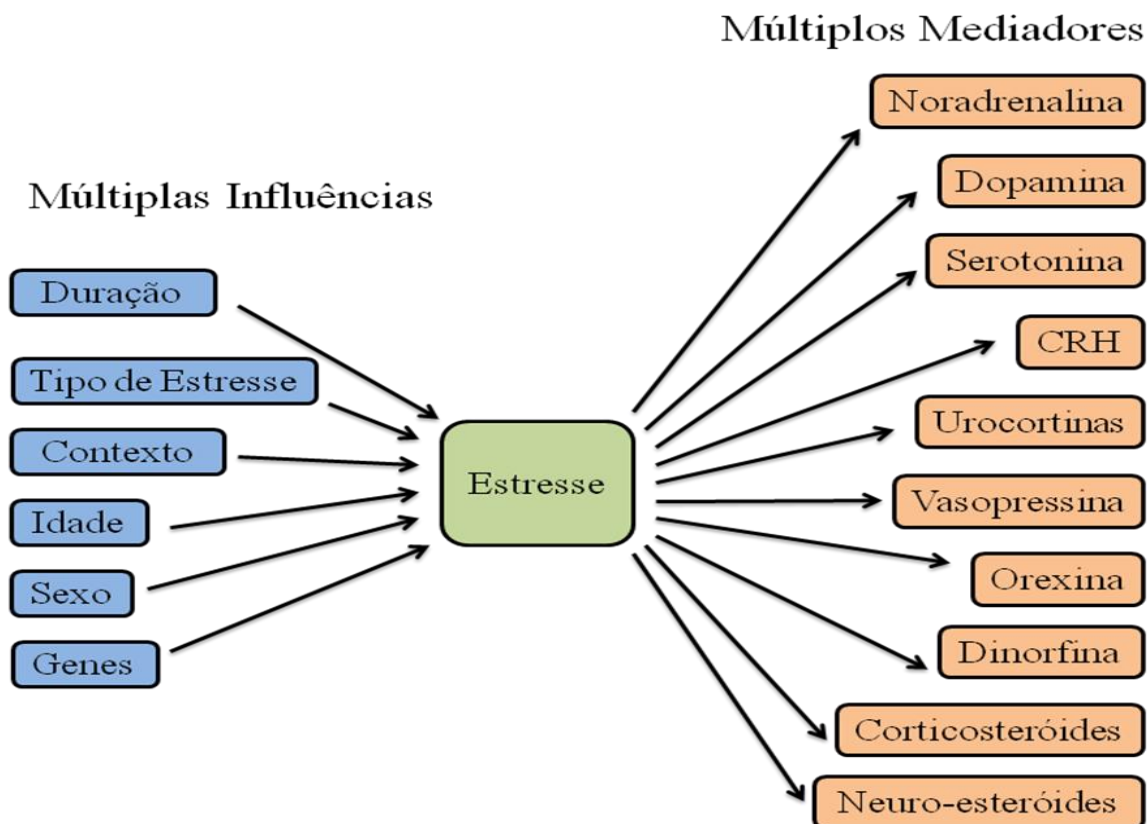 Múltiplos Mediadores
Múltiplas Influências
Duração
Tipo de Estresse
Contexto
Idade
Sexo
Genes
Estresse
Noradrenalina
Dopamina
Serotonina
CRH
Urocortinas
Vasopressina
Orexina
Dinorfina
Corticosteróides
Neuro-esteróides